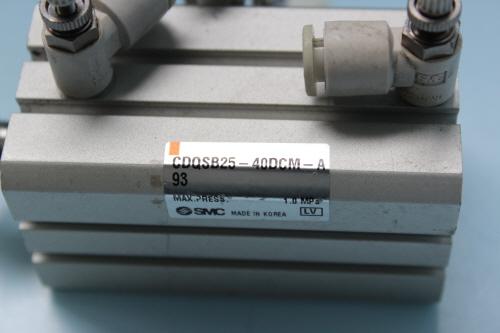 CDQSB25-40DCM-A
93
MAX.PRESS. 1.0 MPa
SMC MADE IN KOREA LV